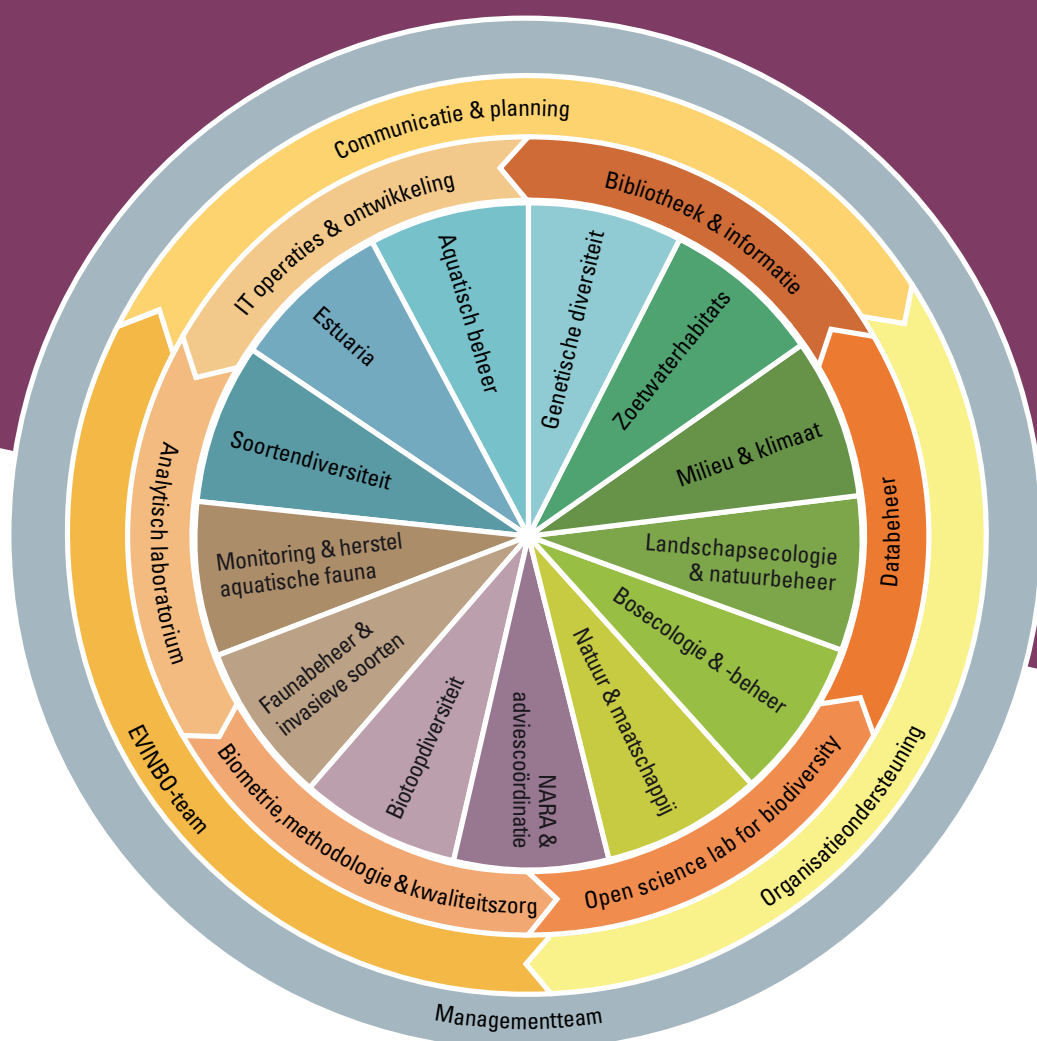 Communicatie & planning
IT operaties & ontwikkeling
Bibliotheek & informatie
Aquatisch beheer
Genetische diversiteit
Estuaria
Zoetwaterhabitats
Soortendiversiteit
Milieu & klimaat
Analytisch laboratorium
Databeheer
Monitoring & herstel
aquatische fauna
Landschapsecologie
& natuurbeheer
Faunabeheer &
invasieve soorten
Bosecologie & -beheer
Biotoopdiversiteit
NARA &
adviescoördinatie
Natuur & maatschappij
EVINBO-team
Biometrie, methodologie & kwaliteitszorg
Open science lab for biodiversity
Organisatieondersteuning
Managementteam